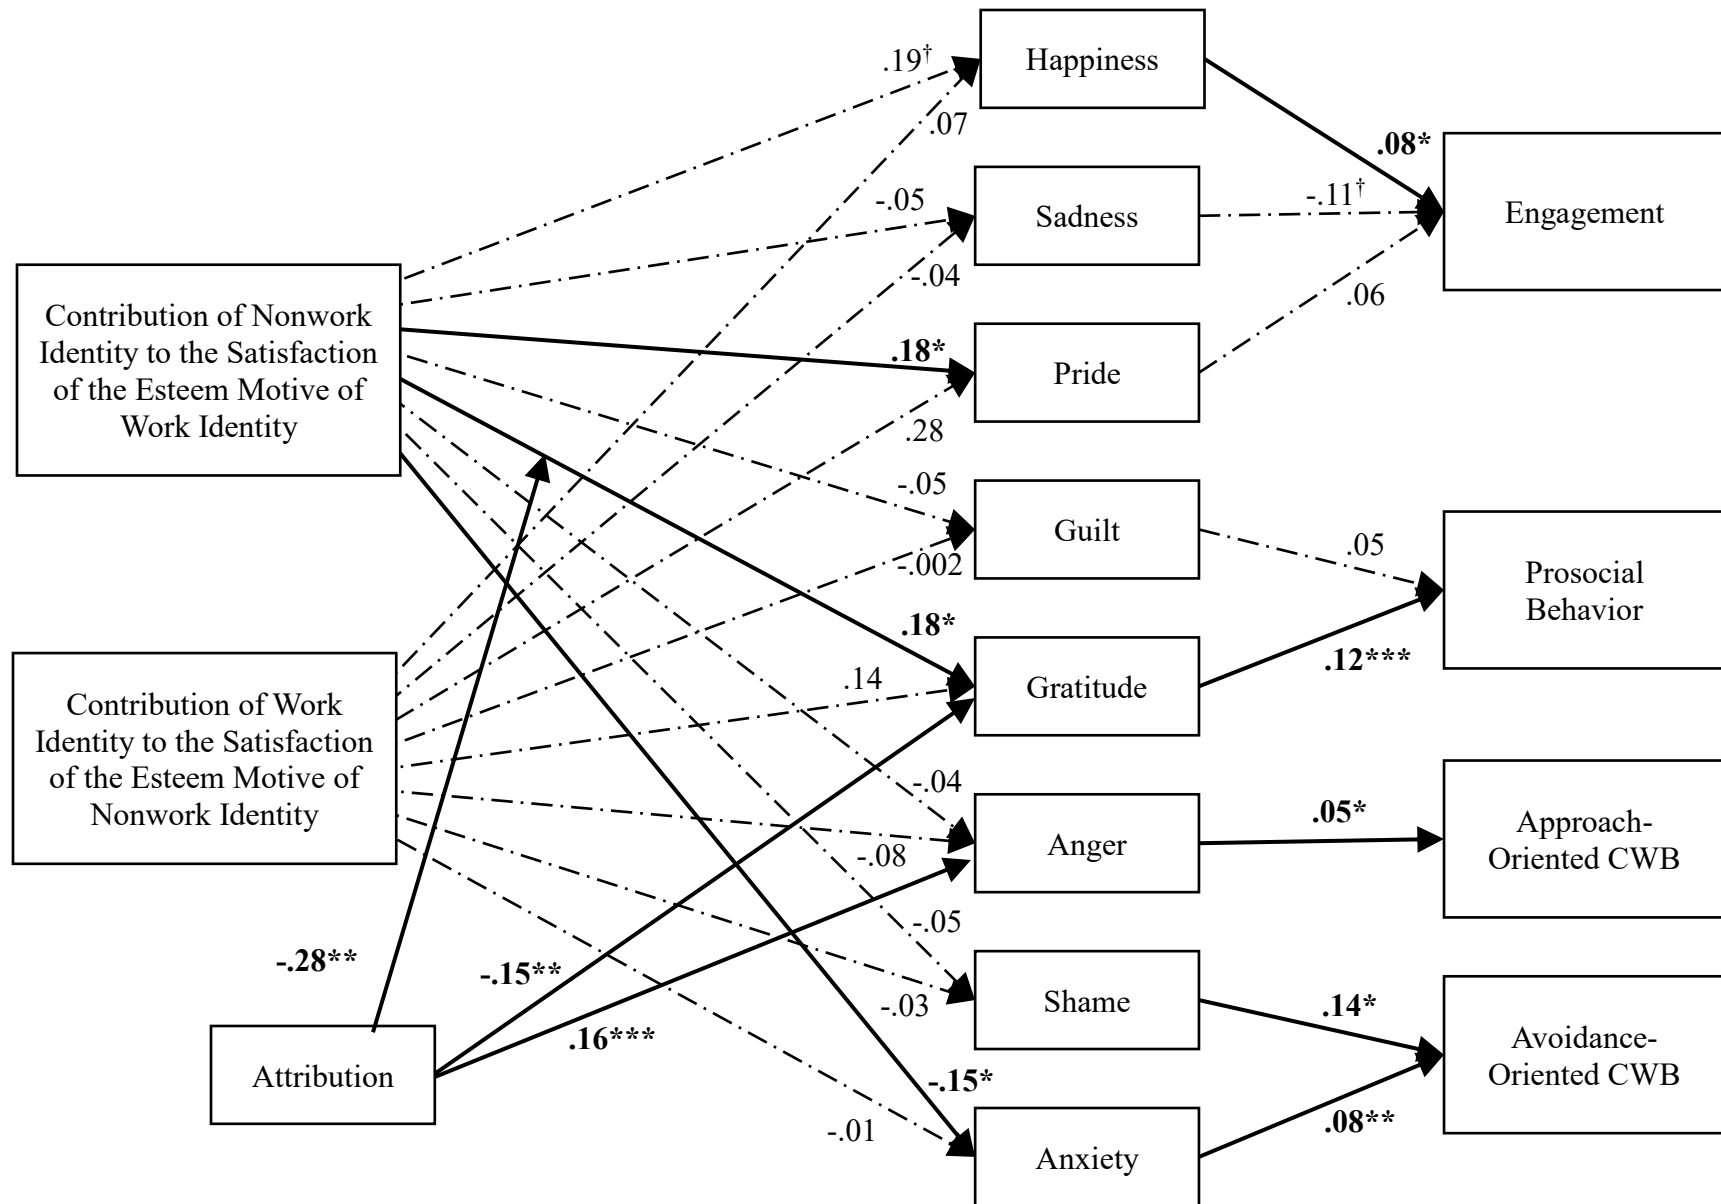 Happiness
.19†
.07
.08*
Engagement
Sadness
-.05
-.11†
-.04
.06
Contribution of Nonwork
Identity to the Satisfaction
of the Esteem Motive of
Work Identity
Pride
.18*
.28
Guilt
-.05
-.002
.05
Prosocial
Behavior
Gratitude
.18*
.14
.12***
Contribution of Work
Identity to the Satisfaction
of the Esteem Motive of
Nonwork Identity
Anger
-.04
-.08
.05*
Approach-
Oriented CWB
-.28**
-.15**
.16***
-.05
Shame
-.03
.14*
Avoidance-
Oriented CWB
Attribution
-.15*
-.01
Anxiety
.08**